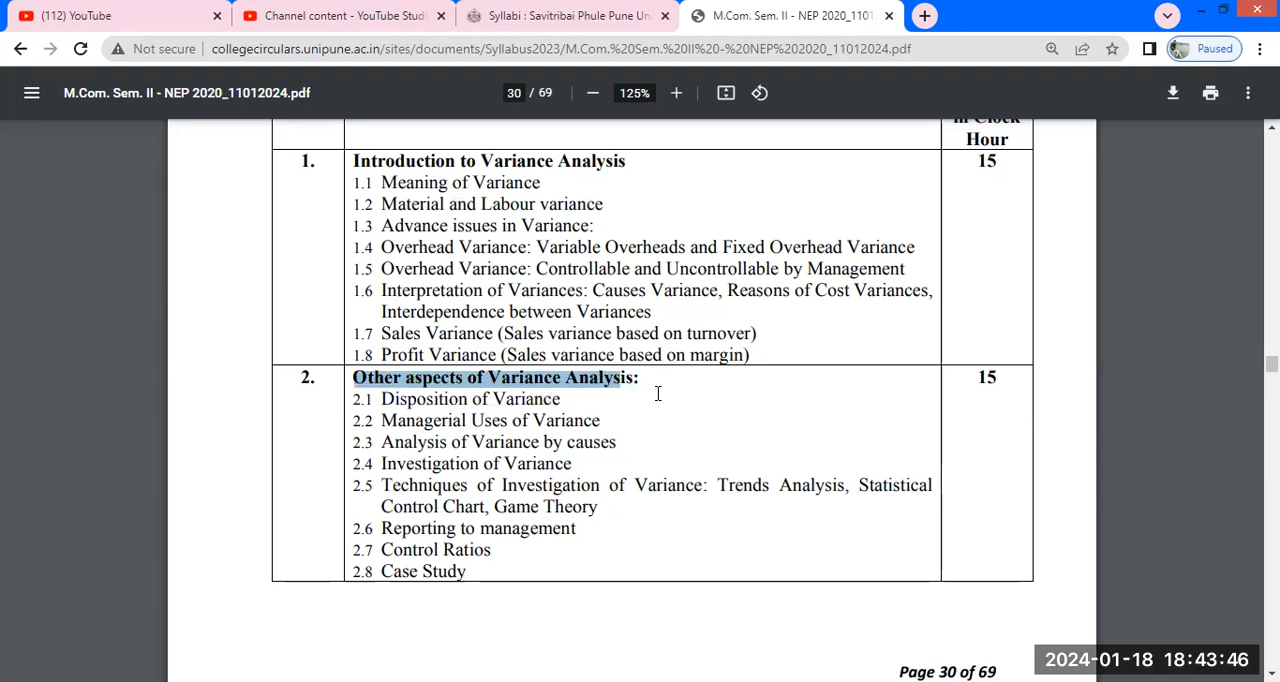 (112) YouTube
Channel content - YouTube Studi
Syllabi : Savitribai Phule Pune Un
M.Com. Sem. II - NEP 2020_1101
Not secure collegecirculars.unipune.ac.in/sites/documents/Syllabus2023/M.Com.%20Sem.%20II%20-%20NEP%202020_11012024.pdf
Paused
M.Com. Sem. II - NEP 2020_11012024.pdf
30 / 69
125%
in Clock
Hour
1. Introduction to Variance Analysis 15
1.1 Meaning of Variance
1.2 Material and Labour variance
1.3 Advance issues in Variance:
1.4 Overhead Variance: Variable Overheads and Fixed Overhead Variance
1.5 Overhead Variance: Controllable and Uncontrollable by Management
1.6 Interpretation of Variances: Causes Variance, Reasons of Cost Variances,
Interdependence between Variances
1.7 Sales Variance (Sales variance based on turnover)
1.8 Profit Variance (Sales variance based on margin)
2. Other aspects of Variance Analysis: 15
2.1 Disposition of Variance
2.2 Managerial Uses of Variance
2.3 Analysis of Variance by causes
2.4 Investigation of Variance
2.5 Techniques of Investigation of Variance: Trends Analysis, Statistical
Control Chart, Game Theory
2.6 Reporting to management
2.7 Control Ratios
2.8 Case Study
Page 30 of 69
2024-01-18 18:43:46